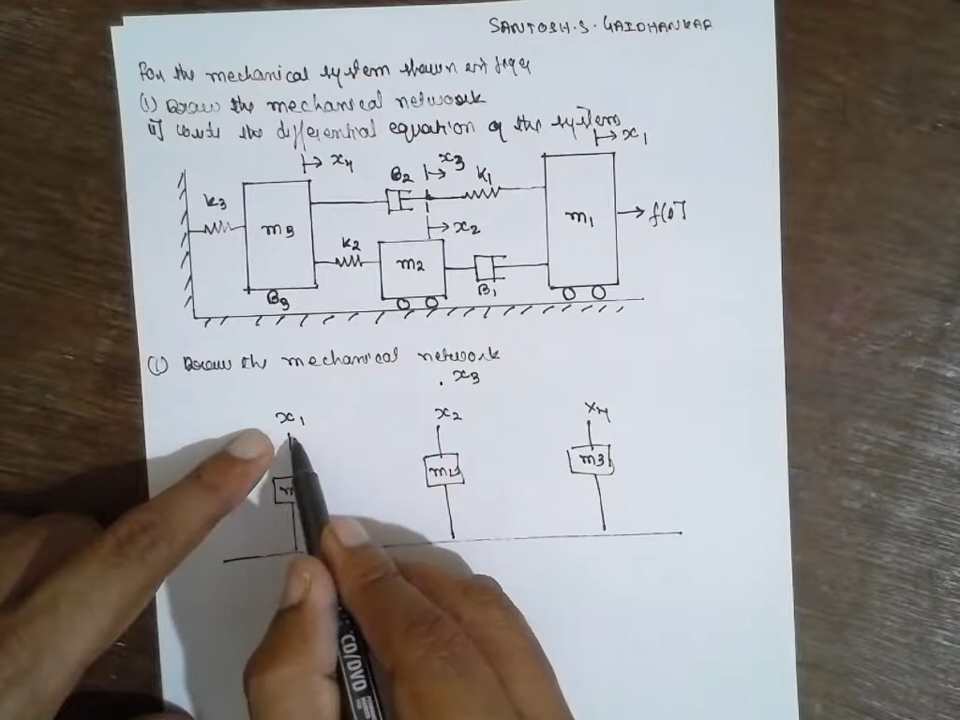 SANTOSH.S. GAIDHANKAR
For the mechanical system shown
(i) Draw the mechanical network
ii] write the differential equation of the system
x1
x4
x3
B2
K1
K3
m3
m1
f(t)
x2
K2
m2
B1
B3
(i) Draw the mechanical network
x3
x1
x2
x4
m2
m3
CD/DVD